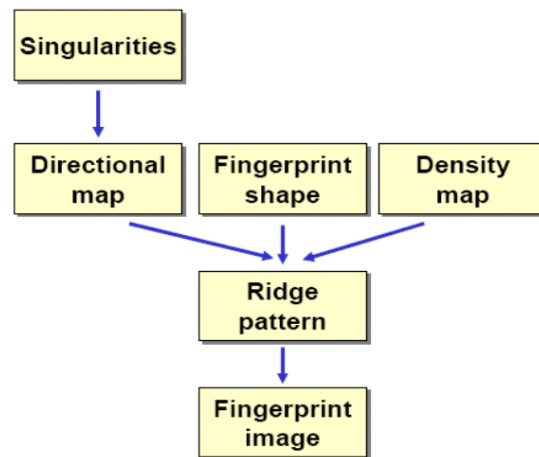 Singularities
Directional
map
Fingerprint
shape
Density
map
Ridge
pattern
Fingerprint
image